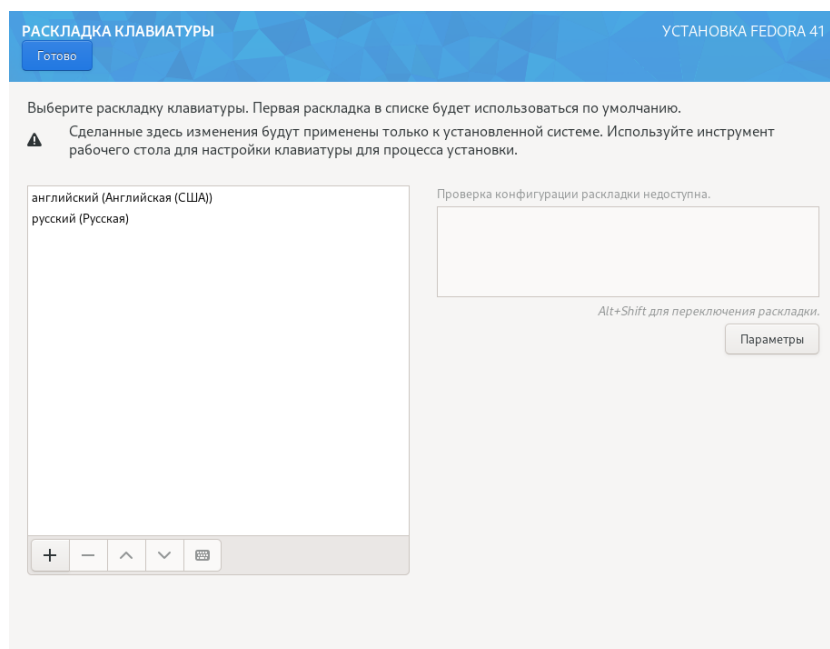 РАСКЛАДКА КЛАВИАТУРЫ
УСТАНОВКА FEDORA 41
Готово
Выберите раскладку клавиатуры. Первая раскладка в списке будет использоваться по умолчанию.
Сделанные здесь изменения будут применены только к установленной системе. Используйте инструмент
рабочего стола для настройки клавиатуры для процесса установки.
английский (Английская (США))
русский (Русская)
Проверка конфигурации раскладки недоступна.
Alt+Shift для переключения раскладки.
Параметры